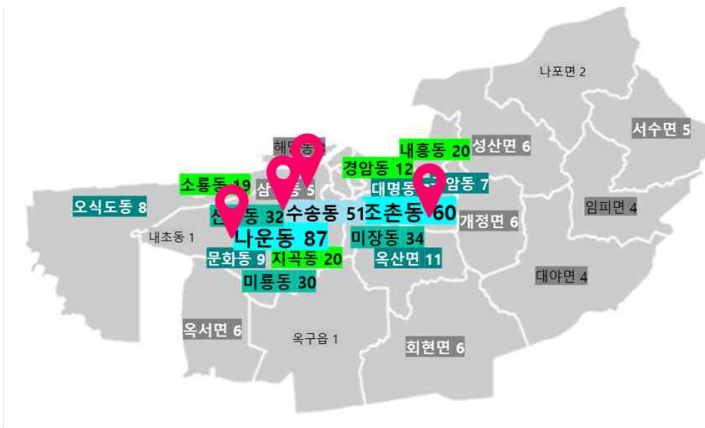 나포면 2
서수면 5
해망동
내흥동 20
성산면 6
경암동 12
소룡동 19
삼 동 5
대명동
암동 7
오식도동 8
임피면 4
동 32
수송동 51
조촌동 60
개정면 6
내초동 1
나운동 87
미장동 34
문화동 9
지곡동 20
옥산면 11
미룡동 30
대야면 4
옥서면 6
옥구읍 1
회현면 6